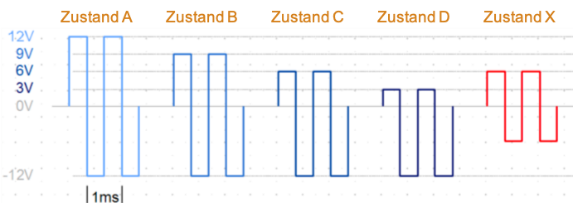 Zustand A Zustand B Zustand C Zustand D Zustand X
12V
9V
6V
3V
0V
-12V
1ms